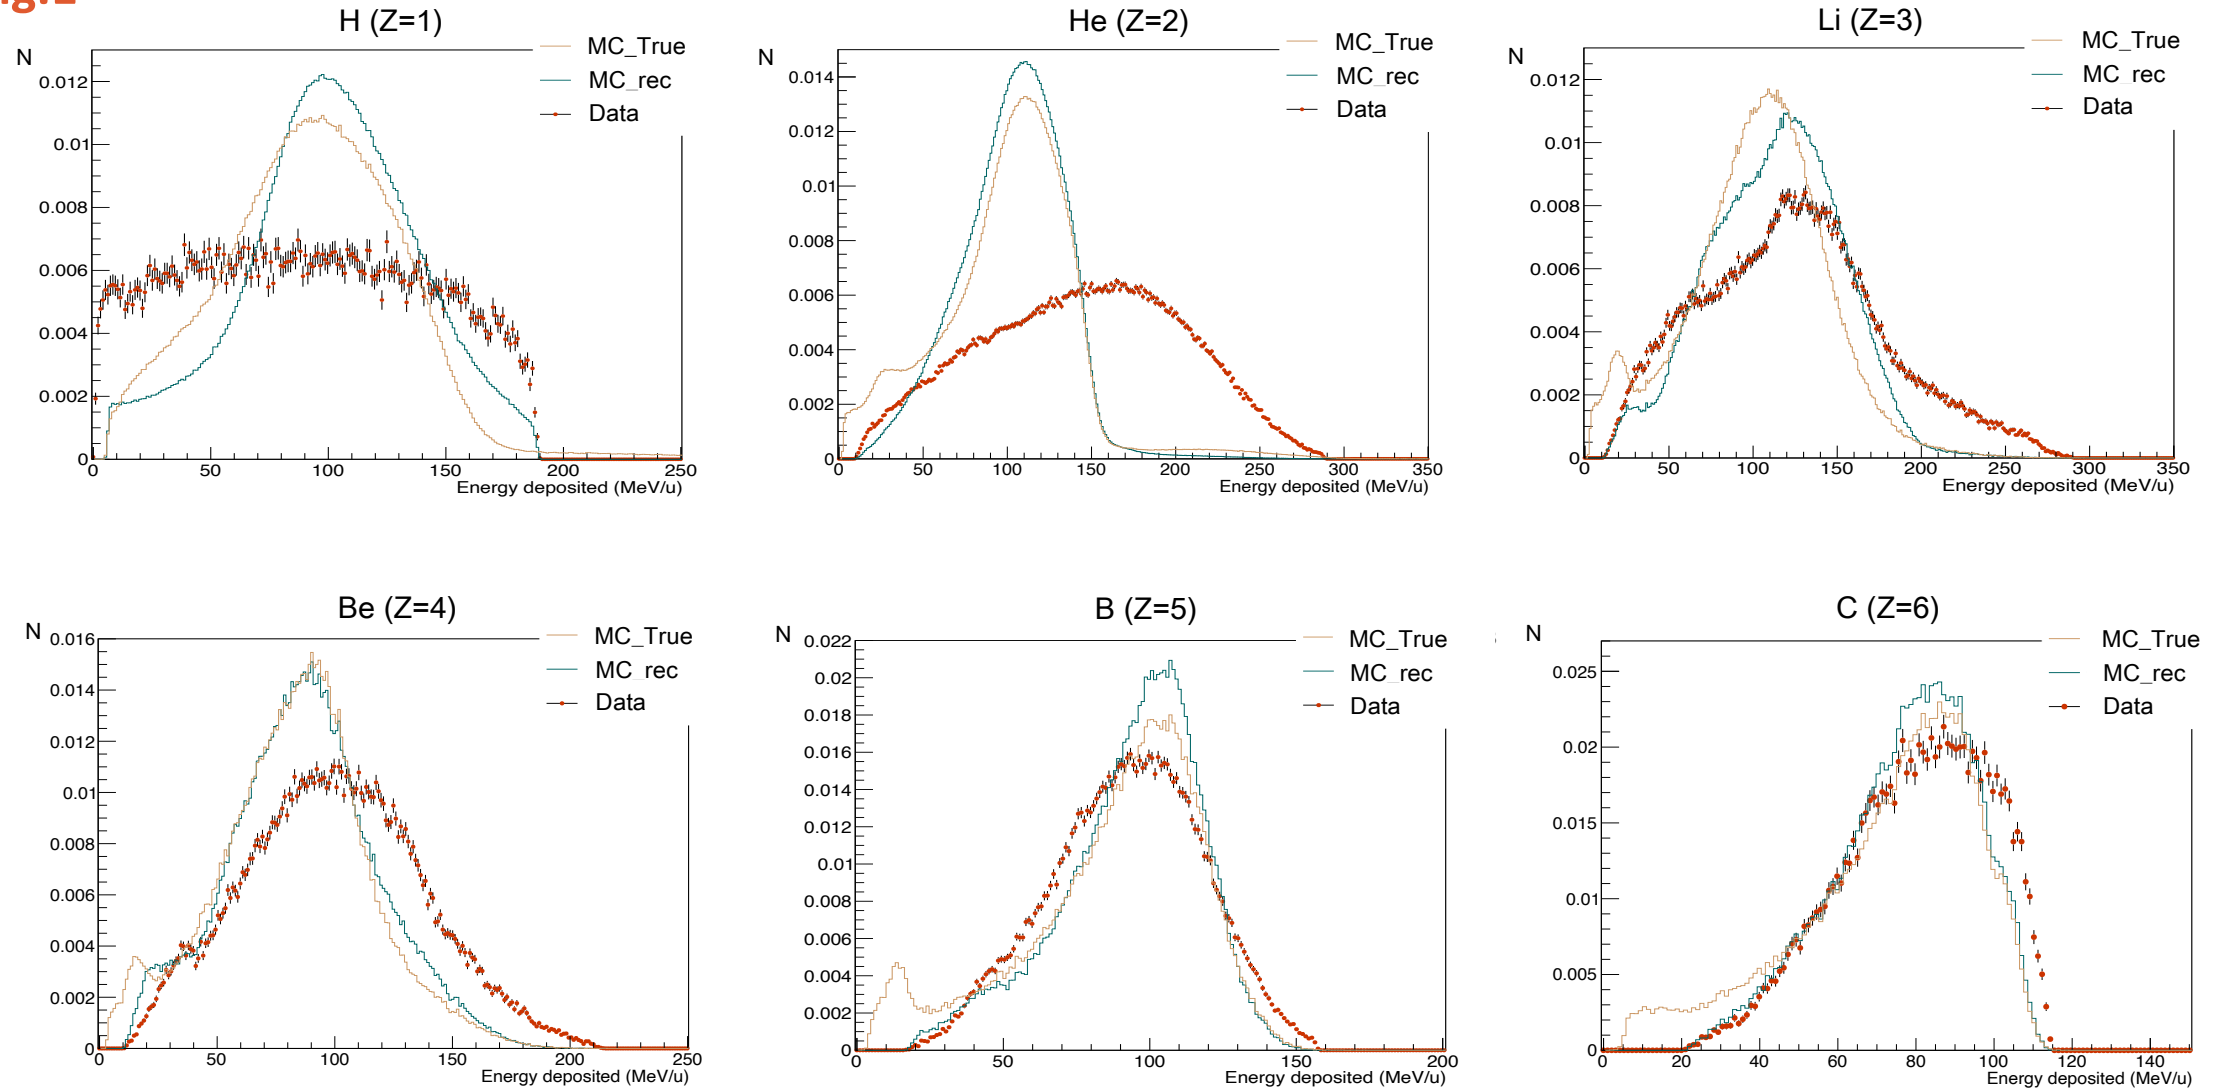 H (Z=1)
N
MC_True
MC_rec
Data
0.012
0.01
0.008
0.006
0.004
0.002
0
0 50 100 150 200 250
Energy deposited (MeV/u)
He (Z=2)
N
MC_True
MC_rec
Data
0.014
0.012
0.01
0.008
0.006
0.004
0.002
0
0 50 100 150 200 250 300 350
Energy deposited (MeV/u)
Li (Z=3)
N
MC_True
MC_rec
Data
0.012
0.01
0.008
0.006
0.004
0.002
0
0 50 100 150 200 250 300 350
Energy deposited (MeV/u)
Be (Z=4)
N
MC_True
MC_rec
Data
0.016
0.014
0.012
0.01
0.008
0.006
0.004
0.002
0
0 50 100 150 200 250
Energy deposited (MeV/u)
B (Z=5)
N
MC_True
MC_rec
Data
0.022
0.02
0.018
0.016
0.014
0.012
0.01
0.008
0.006
0.004
0.002
0
0 50 100 150 200
Energy deposited (MeV/u)
C (Z=6)
N
MC_True
MC_rec
Data
0.025
0.02
0.015
0.01
0.005
0
0 20 40 60 80 100 120 140
Energy deposited (MeV/u)